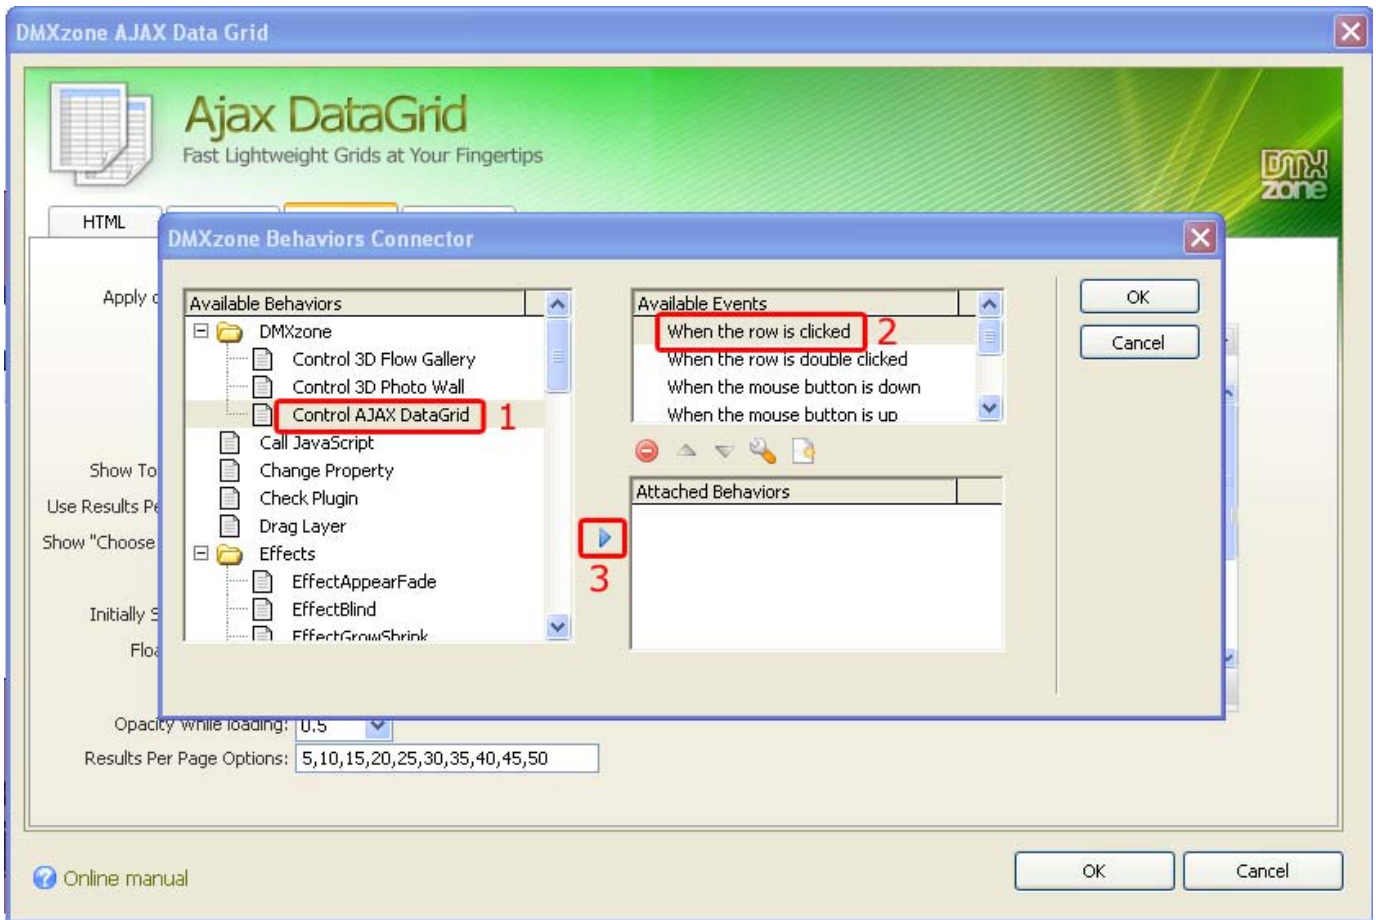 DMXzone AJAX Data Grid
Ajax DataGrid
Fast Lightweight Grids at Your Fingertips
DMX
zone
HTML
DMXzone Behaviors Connector
Apply
Available Behaviors
DMXzone
Control 3D Flow Gallery
Control 3D Photo Wall
Control AJAX DataGrid
1
Call JavaScript
Change Property
Check Plugin
Drag Layer
Effects
EffectAppearFade
EffectBlind
EffectGrowShrink
Available Events
When the row is clicked
2
When the row is double clicked
When the mouse button is down
When the mouse button is up
3
Attached Behaviors
OK
Cancel
Show To
Use Results Pe
Show "Choose
Initially S
Floa
Opacity While loading: 0.5
Results Per Page Options: 5,10,15,20,25,30,35,40,45,50
Online manual
OK
Cancel